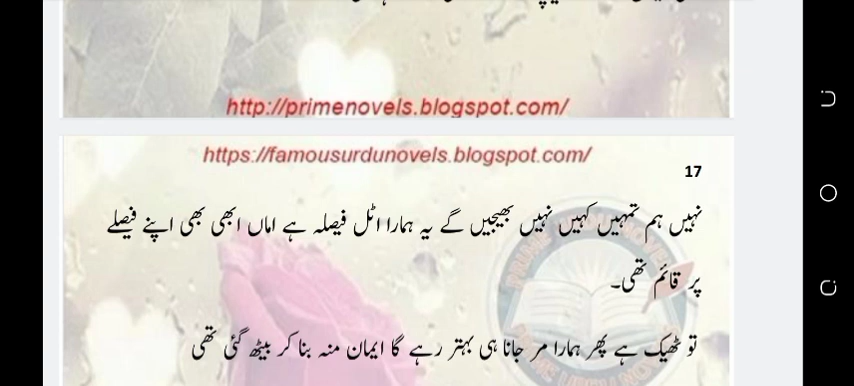 http://primenovels.blogspot.com/
https://famousurdunovels.blogspot.com/
17
نہیں ہم تمہیں کہیں نہیں بھیجیں گے یہ ہمارا اٹل فیصلہ ہے اماں ابھی بھی اپنے فیصلے
پر قائم تھی۔
تو ٹھیک ہے پھر ہمارا مر جانا ہی بہتر رہے گا ایمان منہ بنا کر بیٹھ گئی تھی